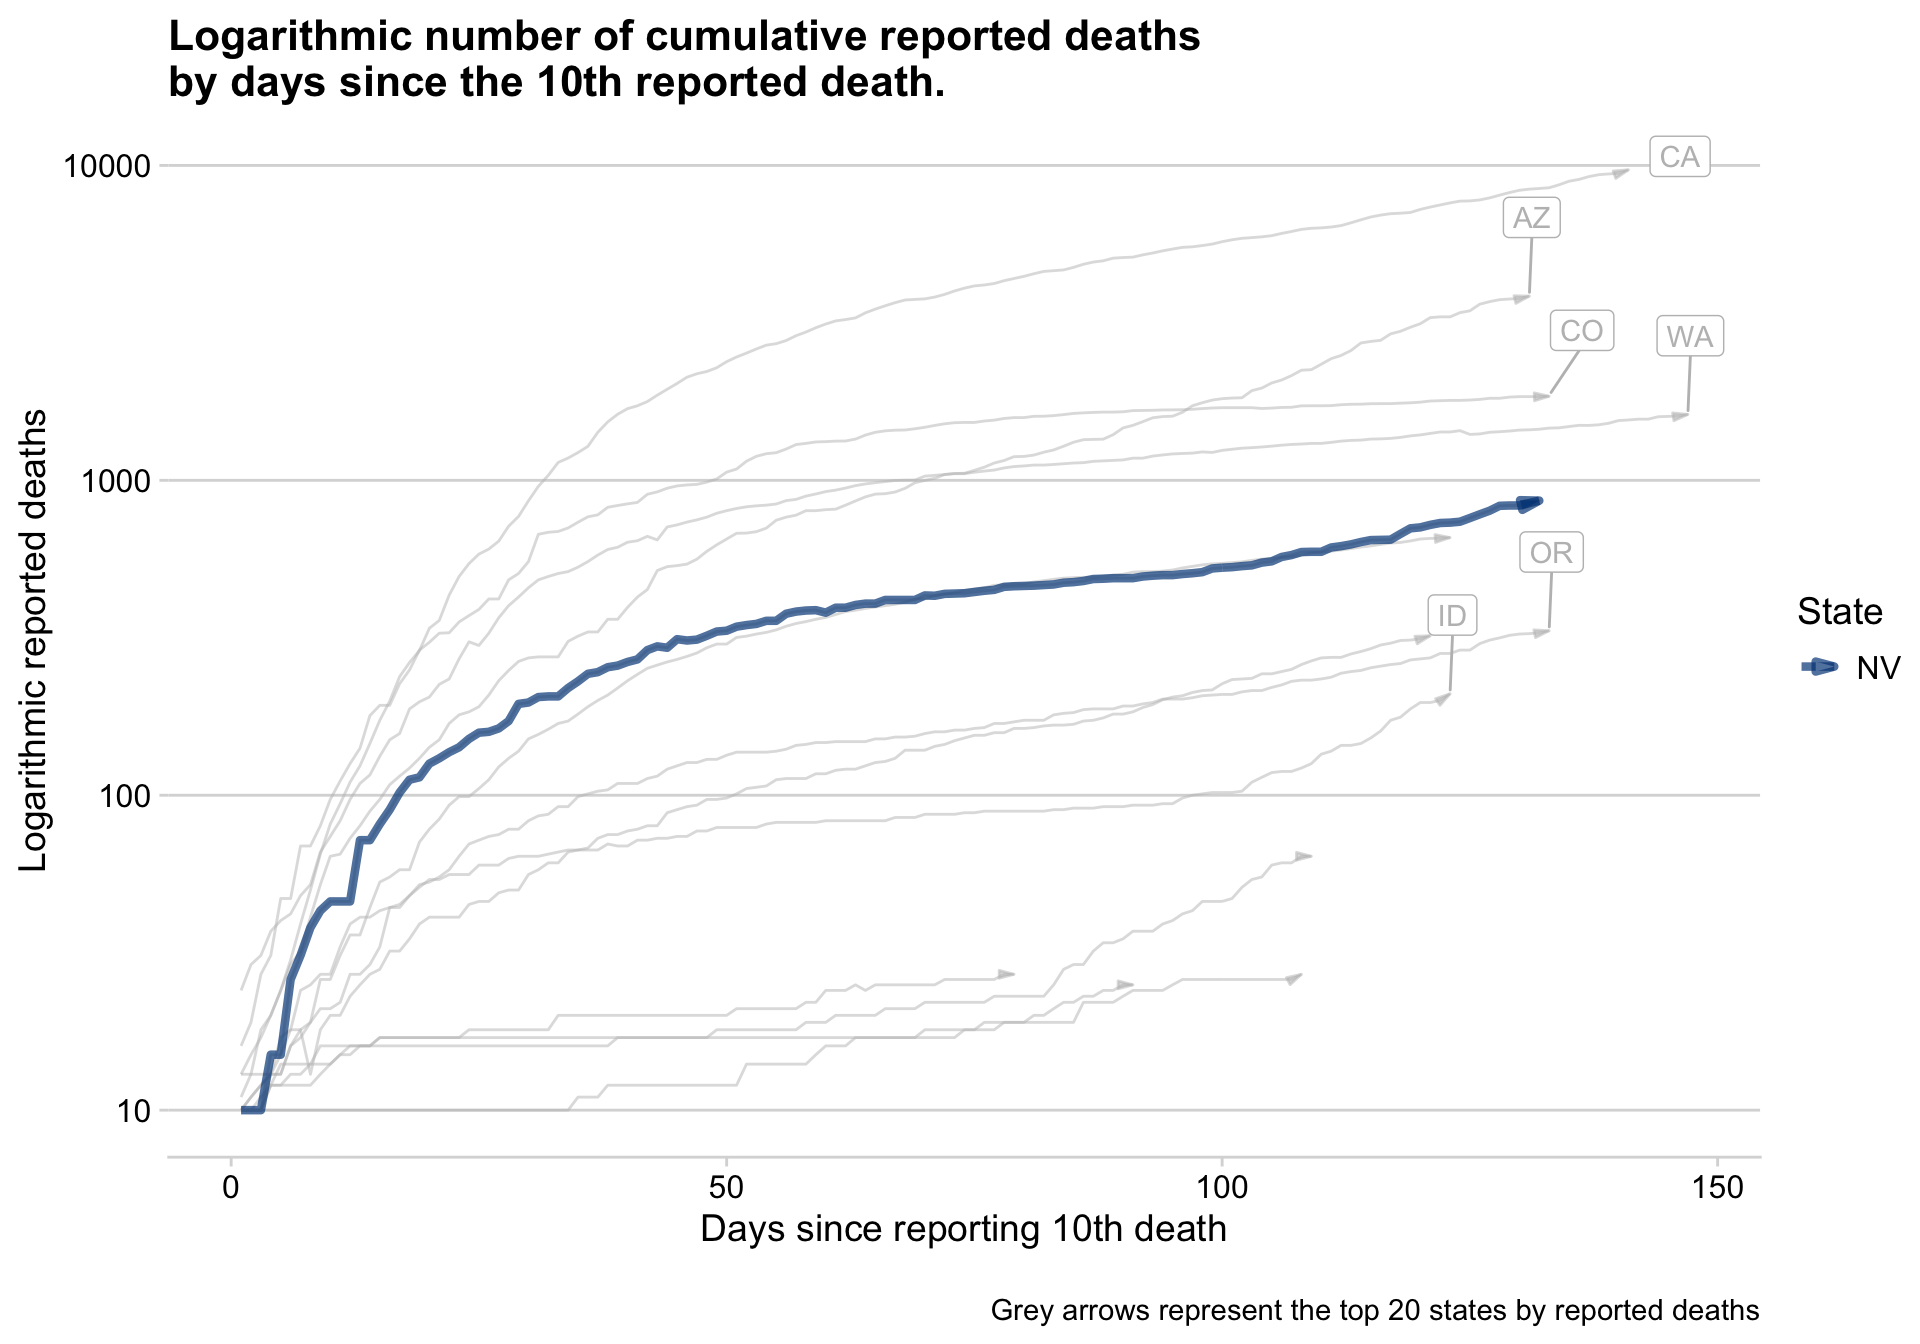 Logarithmic number of cumulative reported deaths
by days since the 10th reported death.
Logarithmic reported deaths
10000
1000
100
10
CA
AZ
CO
WA
OR
ID
State
NV
0
50
100
150
Days since reporting 10th death
Grey arrows represent the top 20 states by reported deaths